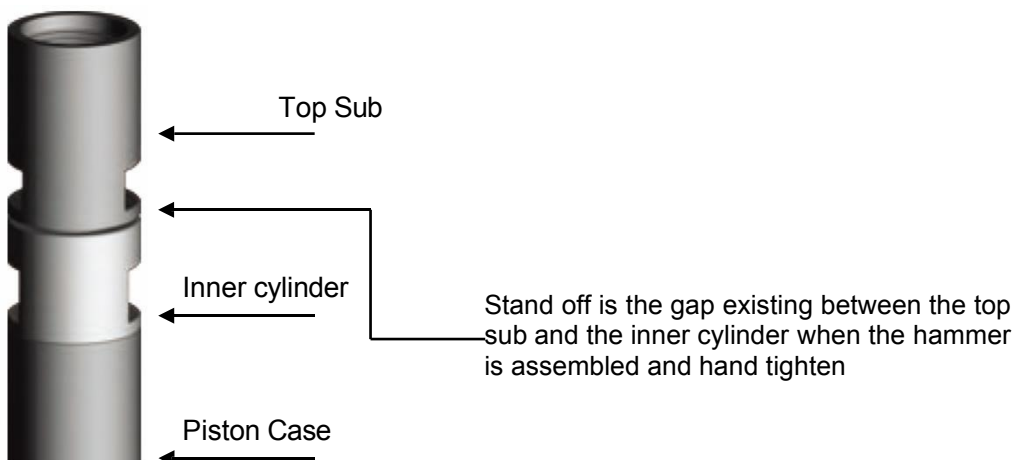 Top Sub
Inner cylinder
Stand off is the gap existing between the top
sub and the inner cylinder when the hammer
is assembled and hand tighten
Piston Case